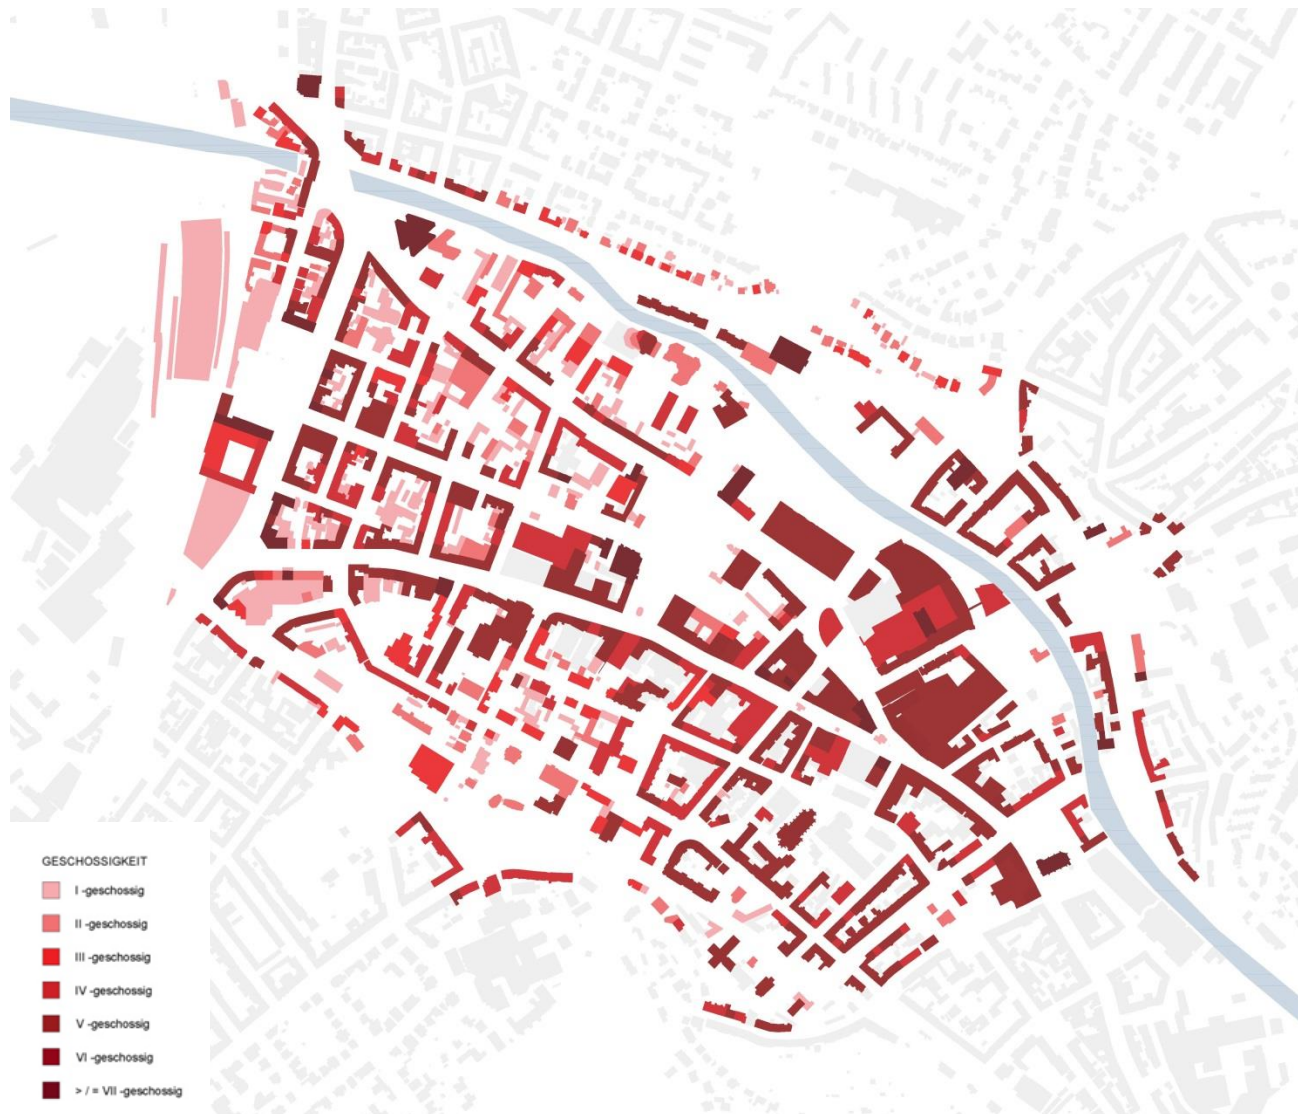 GESCHOSSIGKEIT
I -geschossig
II -geschossig
III -geschossig
IV -geschossig
V -geschossig
VI -geschossig
> / = VII -geschossig